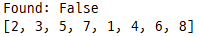 Found: False
[2, 3, 5, 7, 1, 4, 6, 8]